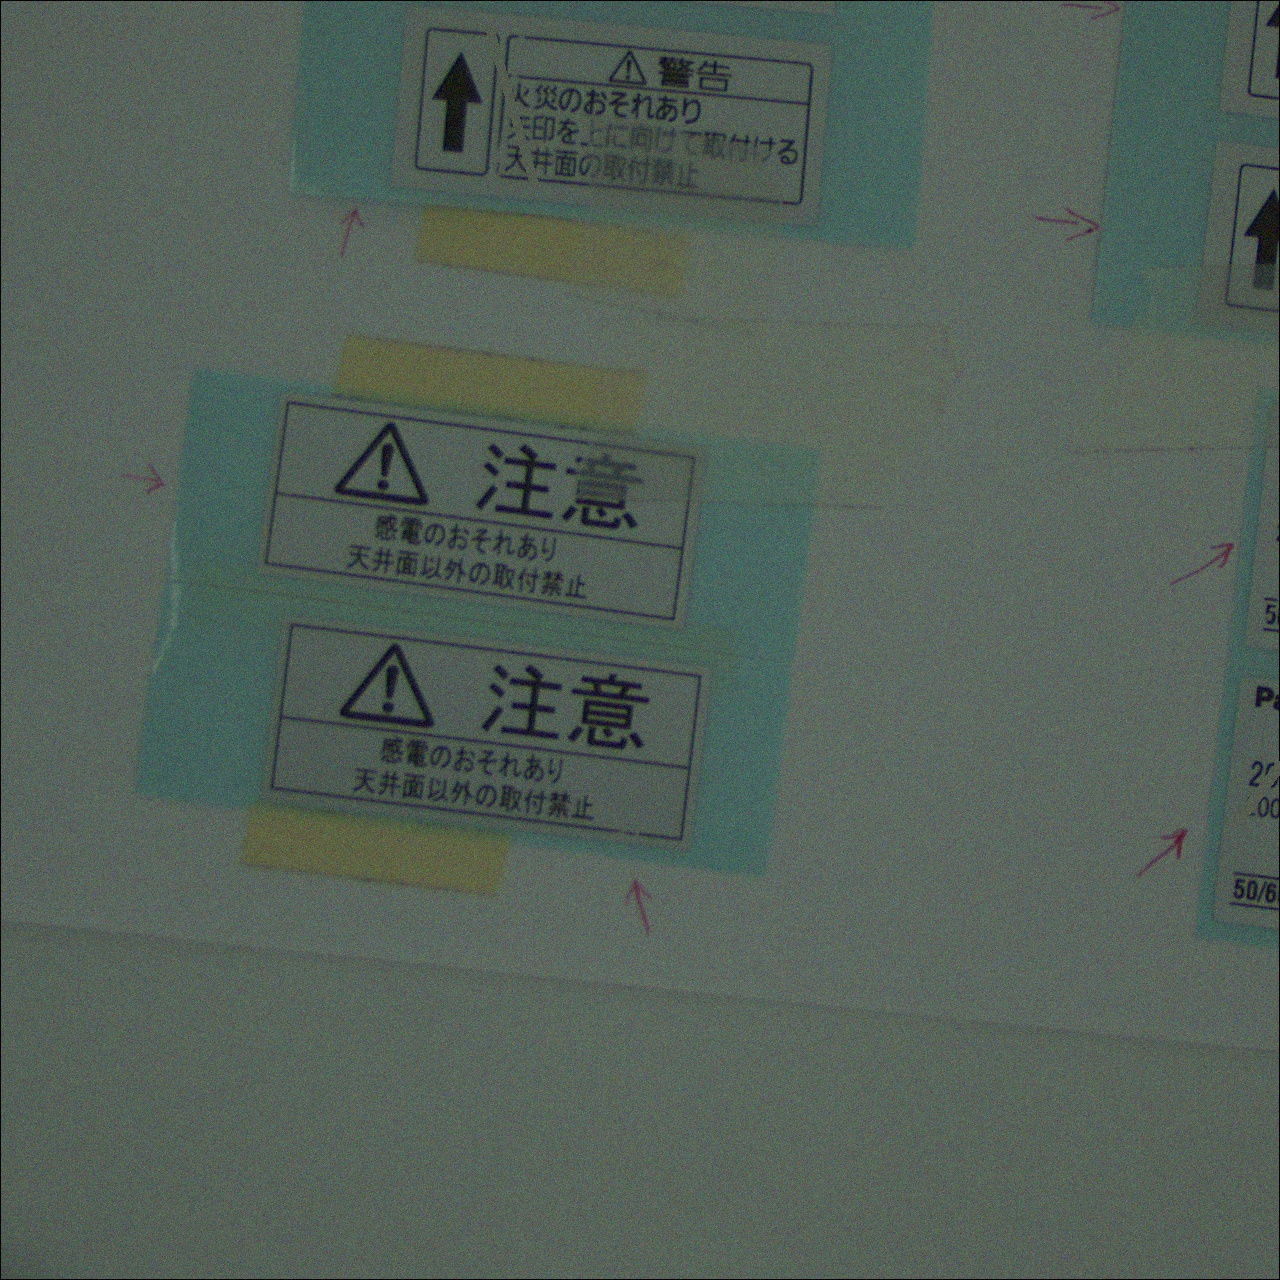 警告
火災のおそれあり
矢印を上に向けて取付ける
天井面の取付禁止
注意
感電のおそれあり
天井面以外の取付禁止
注意
感電のおそれあり
天井面以外の取付禁止
Pa
50/6